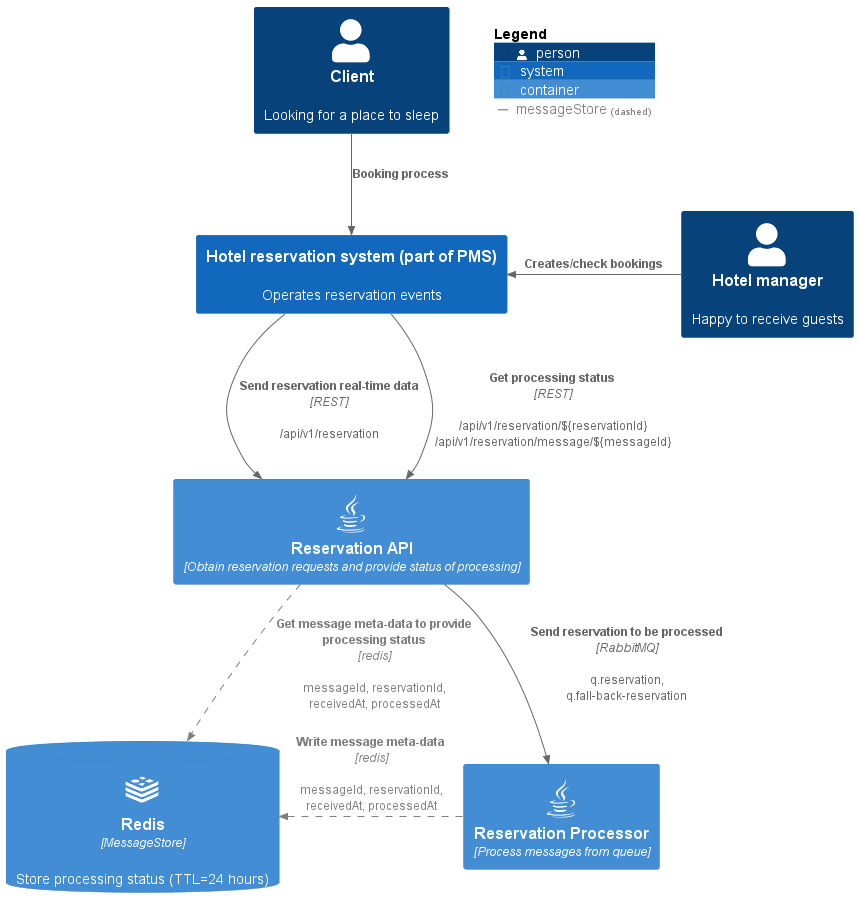 Client
Looking for a place to sleep
Legend
person
system
container
messageStore (dashed)
Booking process
Hotel reservation system (part of PMS)
Operates reservation events
Creates/check bookings
Hotel manager
Happy to receive guests
Send reservation real-time data
[REST]
/api/v1/reservation
Get processing status
[REST]
/api/v1/reservation/${reservationId}
/api/v1/reservation/message/${messageId}
Reservation API
[Obtain reservation requests and provide status of processing]
Get message meta-data to provide
processing status
[redis]
messageId, reservationId,
receivedAt, processedAt
Send reservation to be processed
[RabbitMQ]
q.reservation,
q.fall-back-reservation
Write message meta-data
[redis]
messageId, reservationId,
receivedAt, processedAt
Redis
[MessageStore]
Store processing status (TTL=24 hours)
Reservation Processor
[Process messages from queue]